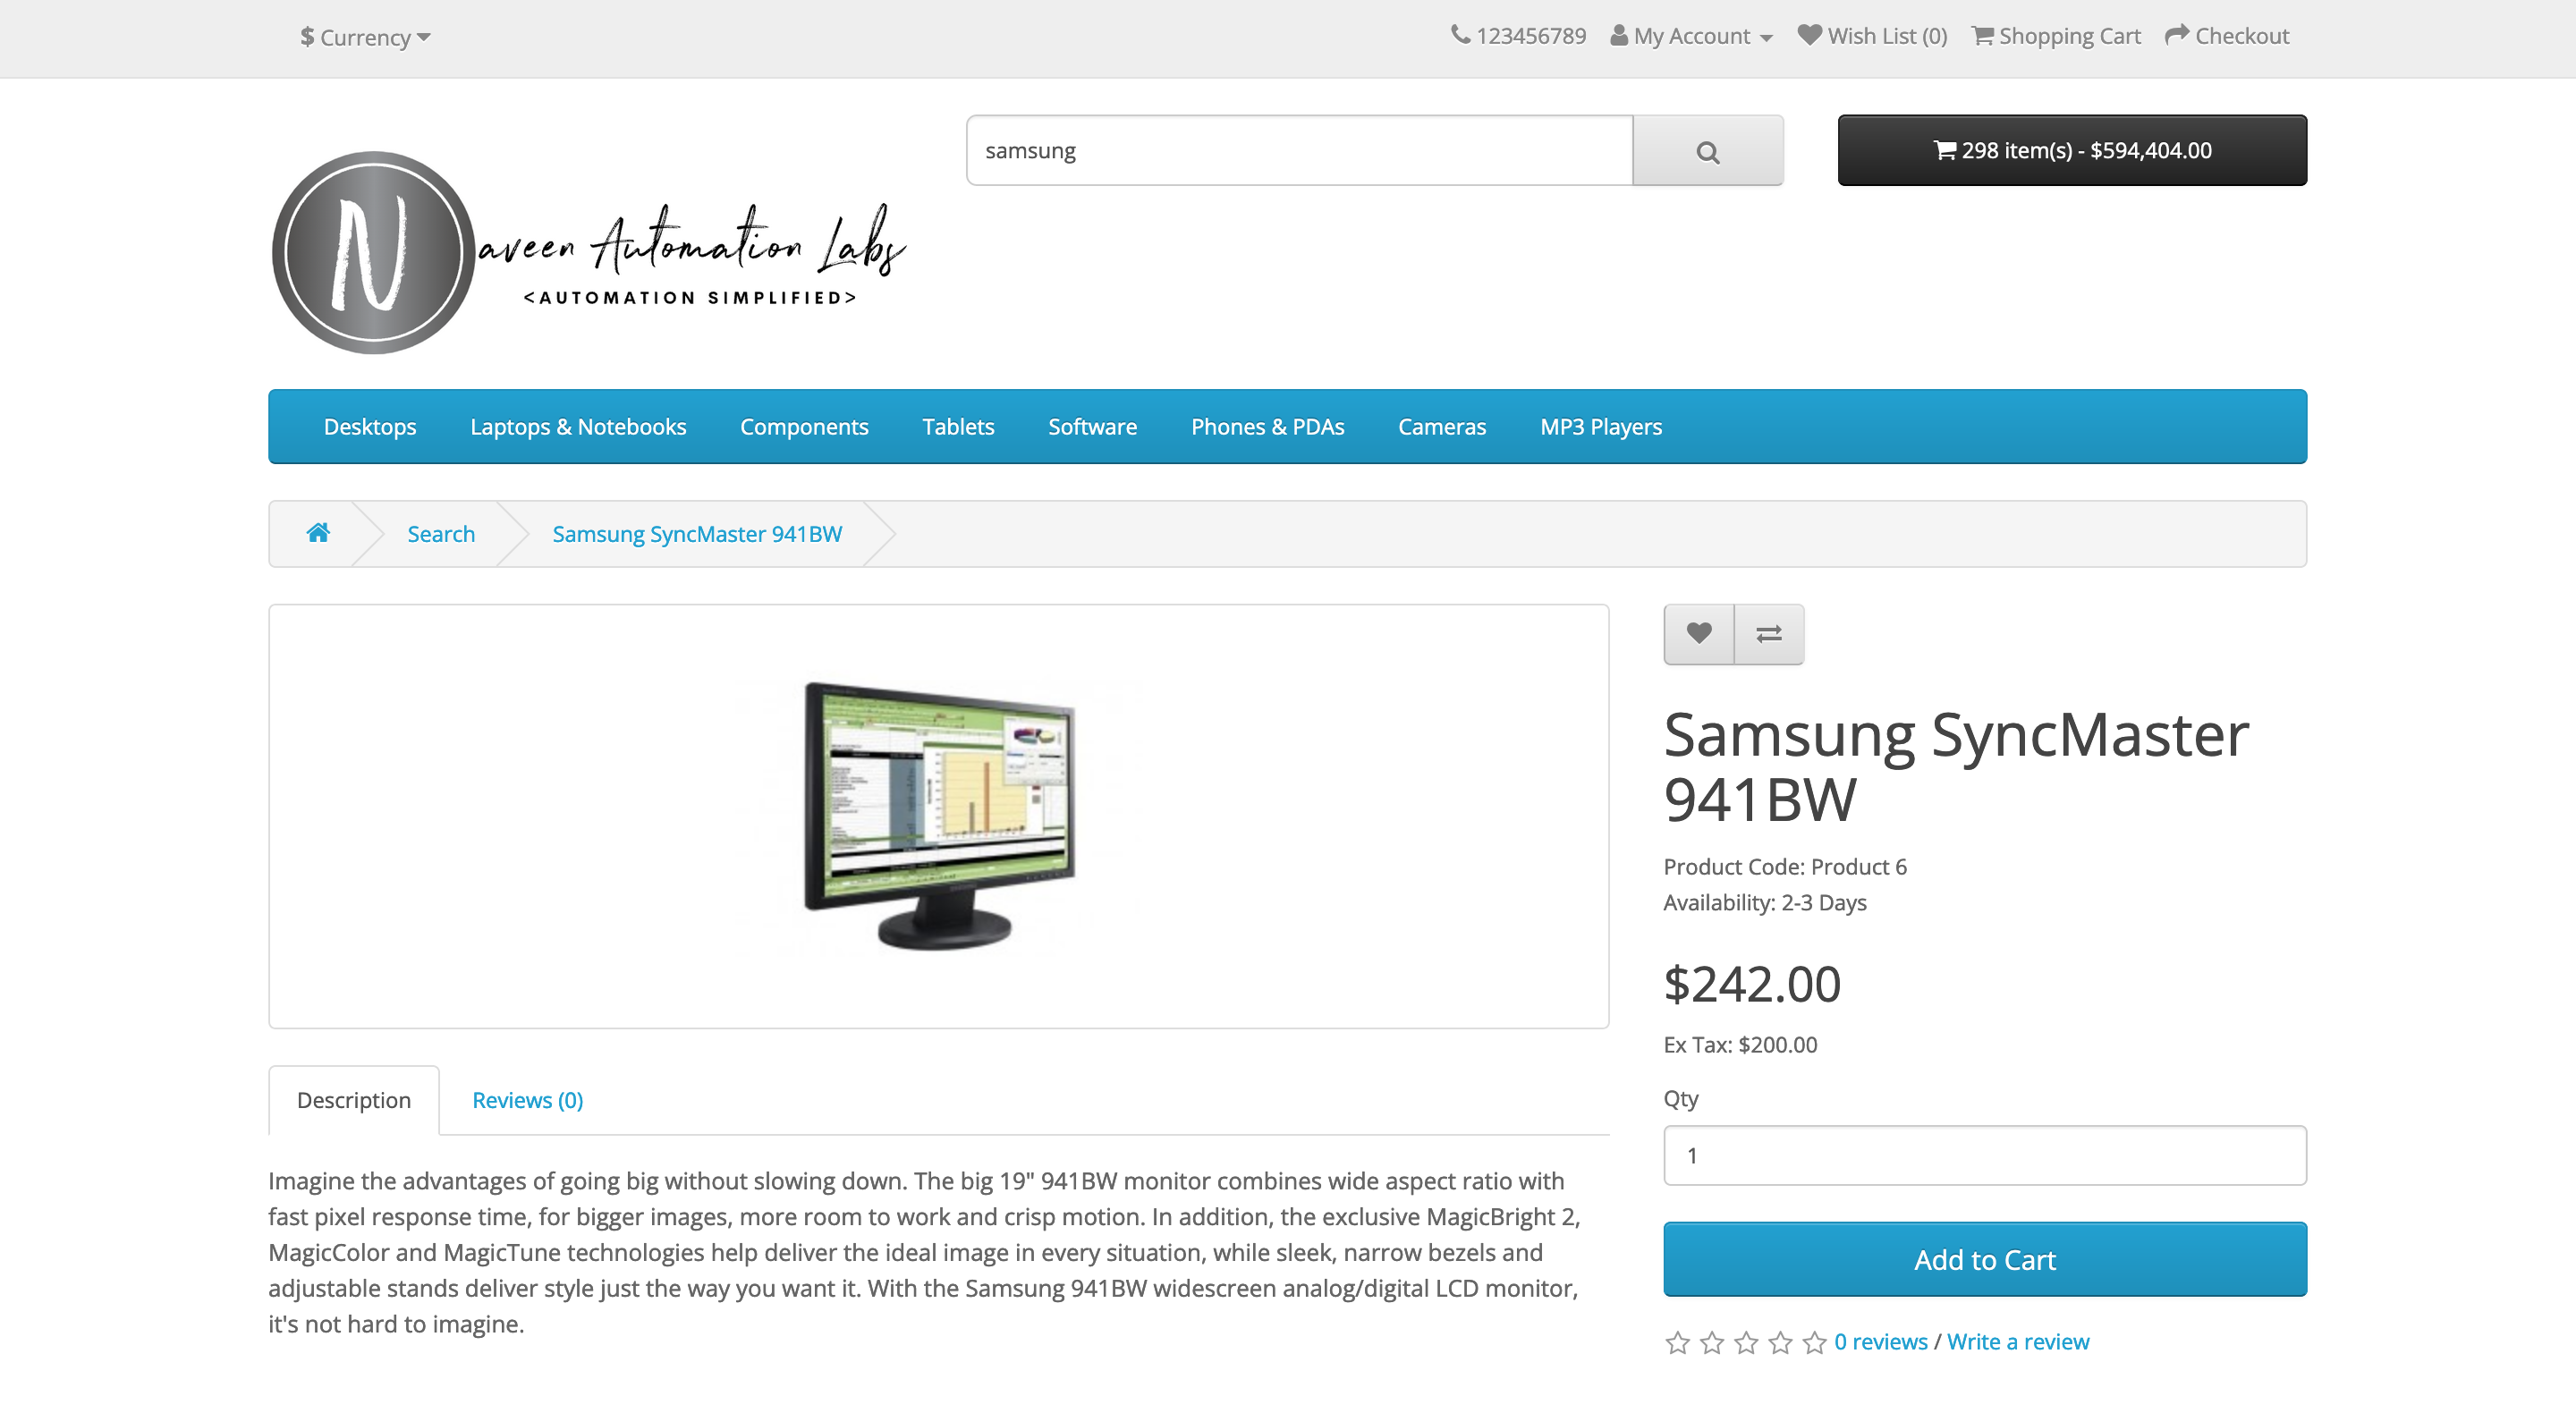 $ Currency
123456789 My Account Wish List (0) Shopping Cart Checkout
samsung
298 item(s) - $594,404.00
Naveen Automation Labs
<AUTOMATION SIMPLIFIED>
Desktops Laptops & Notebooks Components Tablets Software Phones & PDAs Cameras MP3 Players
Search Samsung SyncMaster 941BW
Samsung SyncMaster
941BW
Product Code: Product 6
Availability: 2-3 Days
$242.00
Ex Tax: $200.00
Qty
1
Add to Cart
0 reviews / Write a review
Description Reviews (0)
Imagine the advantages of going big without slowing down. The big 19" 941BW monitor combines wide aspect ratio with
fast pixel response time, for bigger images, more room to work and crisp motion. In addition, the exclusive MagicBright 2,
MagicColor and MagicTune technologies help deliver the ideal image in every situation, while sleek, narrow bezels and
adjustable stands deliver style just the way you want it. With the Samsung 941BW widescreen analog/digital LCD monitor,
it's not hard to imagine.